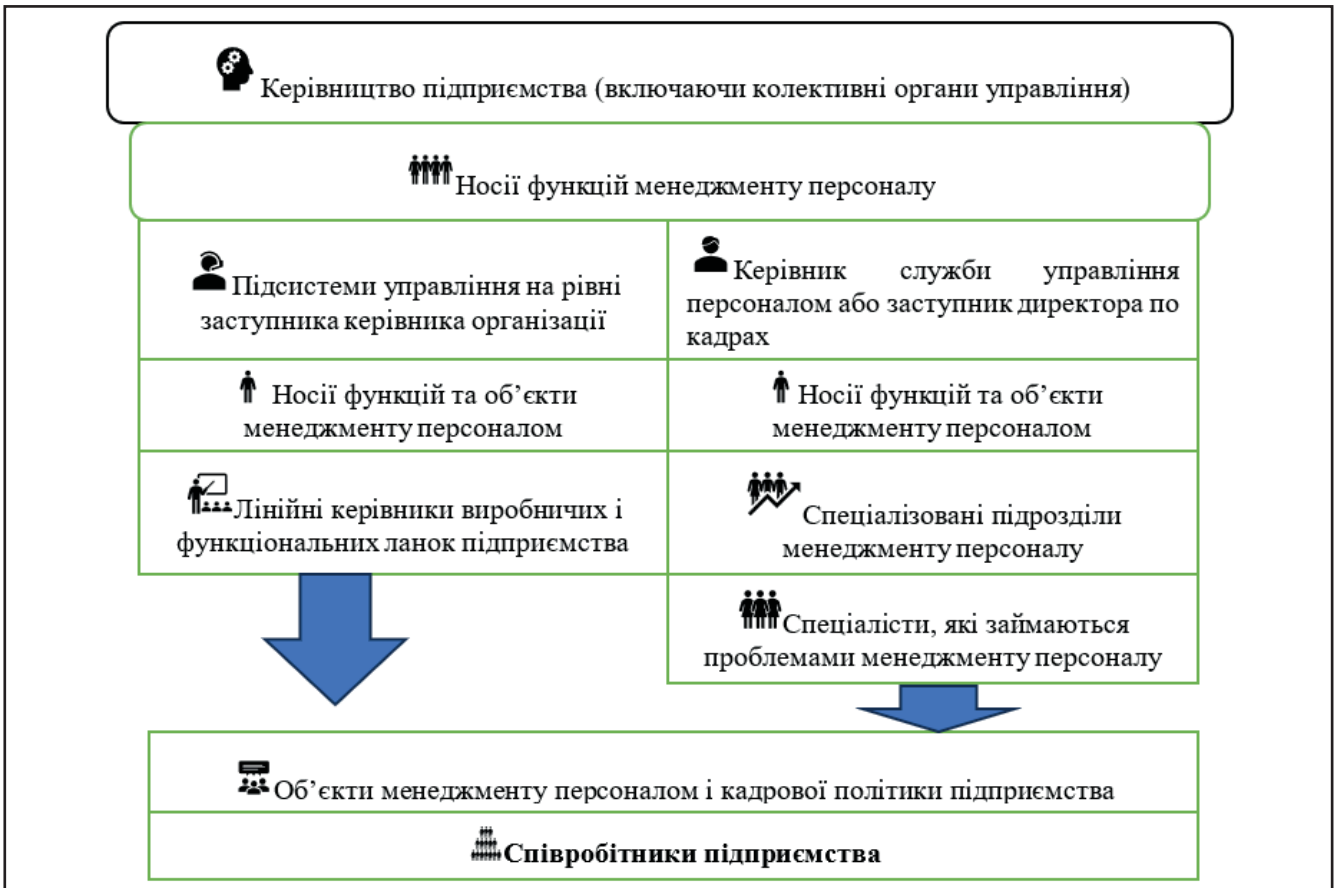 Керівництво підприємства (включаючи колективні органи управління)
Носії функцій менеджменту персоналу
Підсистеми управління на рівні
заступника керівника організації
Керівник служби управління
персоналом або заступник директора по
кадрах
Носії функцій та об’єкти
менеджменту персоналом
Носії функцій та об’єкти
менеджменту персоналом
Лінійні керівники виробничих і
функціональних ланок підприємства
Спеціалізовані підрозділи
менеджменту персоналу
Спеціалісти, які займаються
проблемами менеджменту персоналу
Об’єкти менеджменту персоналом і кадрової політики підприємства
Співробітники підприємства